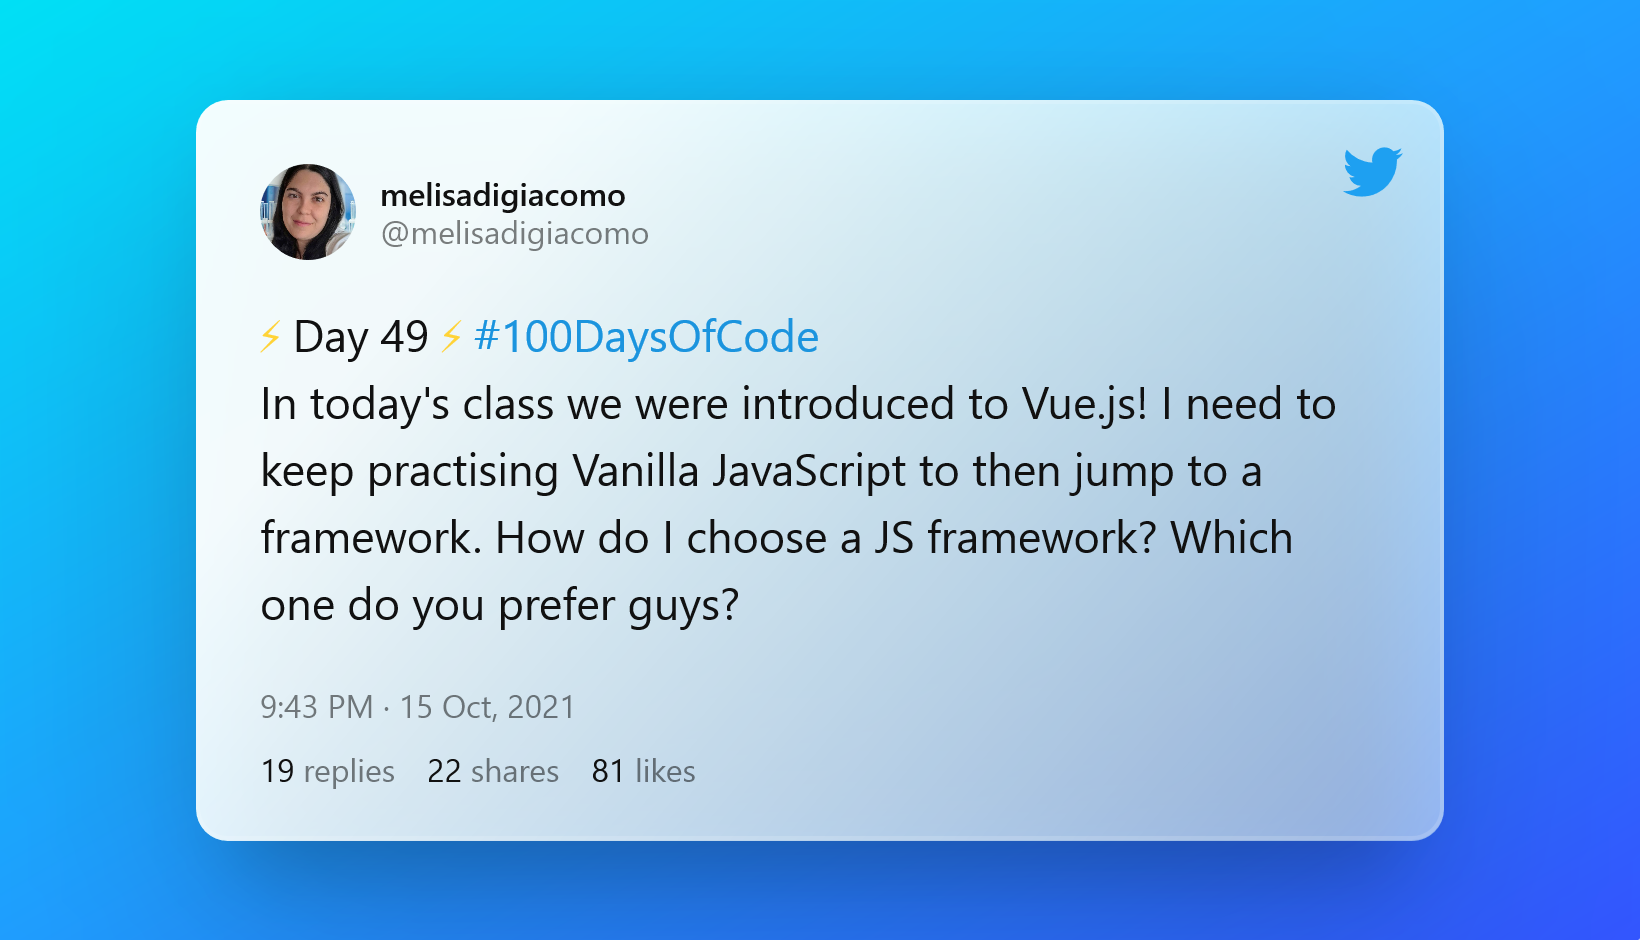 melisadigiacomo
@melisadigiacomo
⚡ Day 49 ⚡ #100DaysOfCode
In today's class we were introduced to Vue.js! I need to
keep practising Vanilla JavaScript to then jump to a
framework. How do I choose a JS framework? Which
one do you prefer guys?
9:43 PM · 15 Oct, 2021
19 replies 22 shares 81 likes